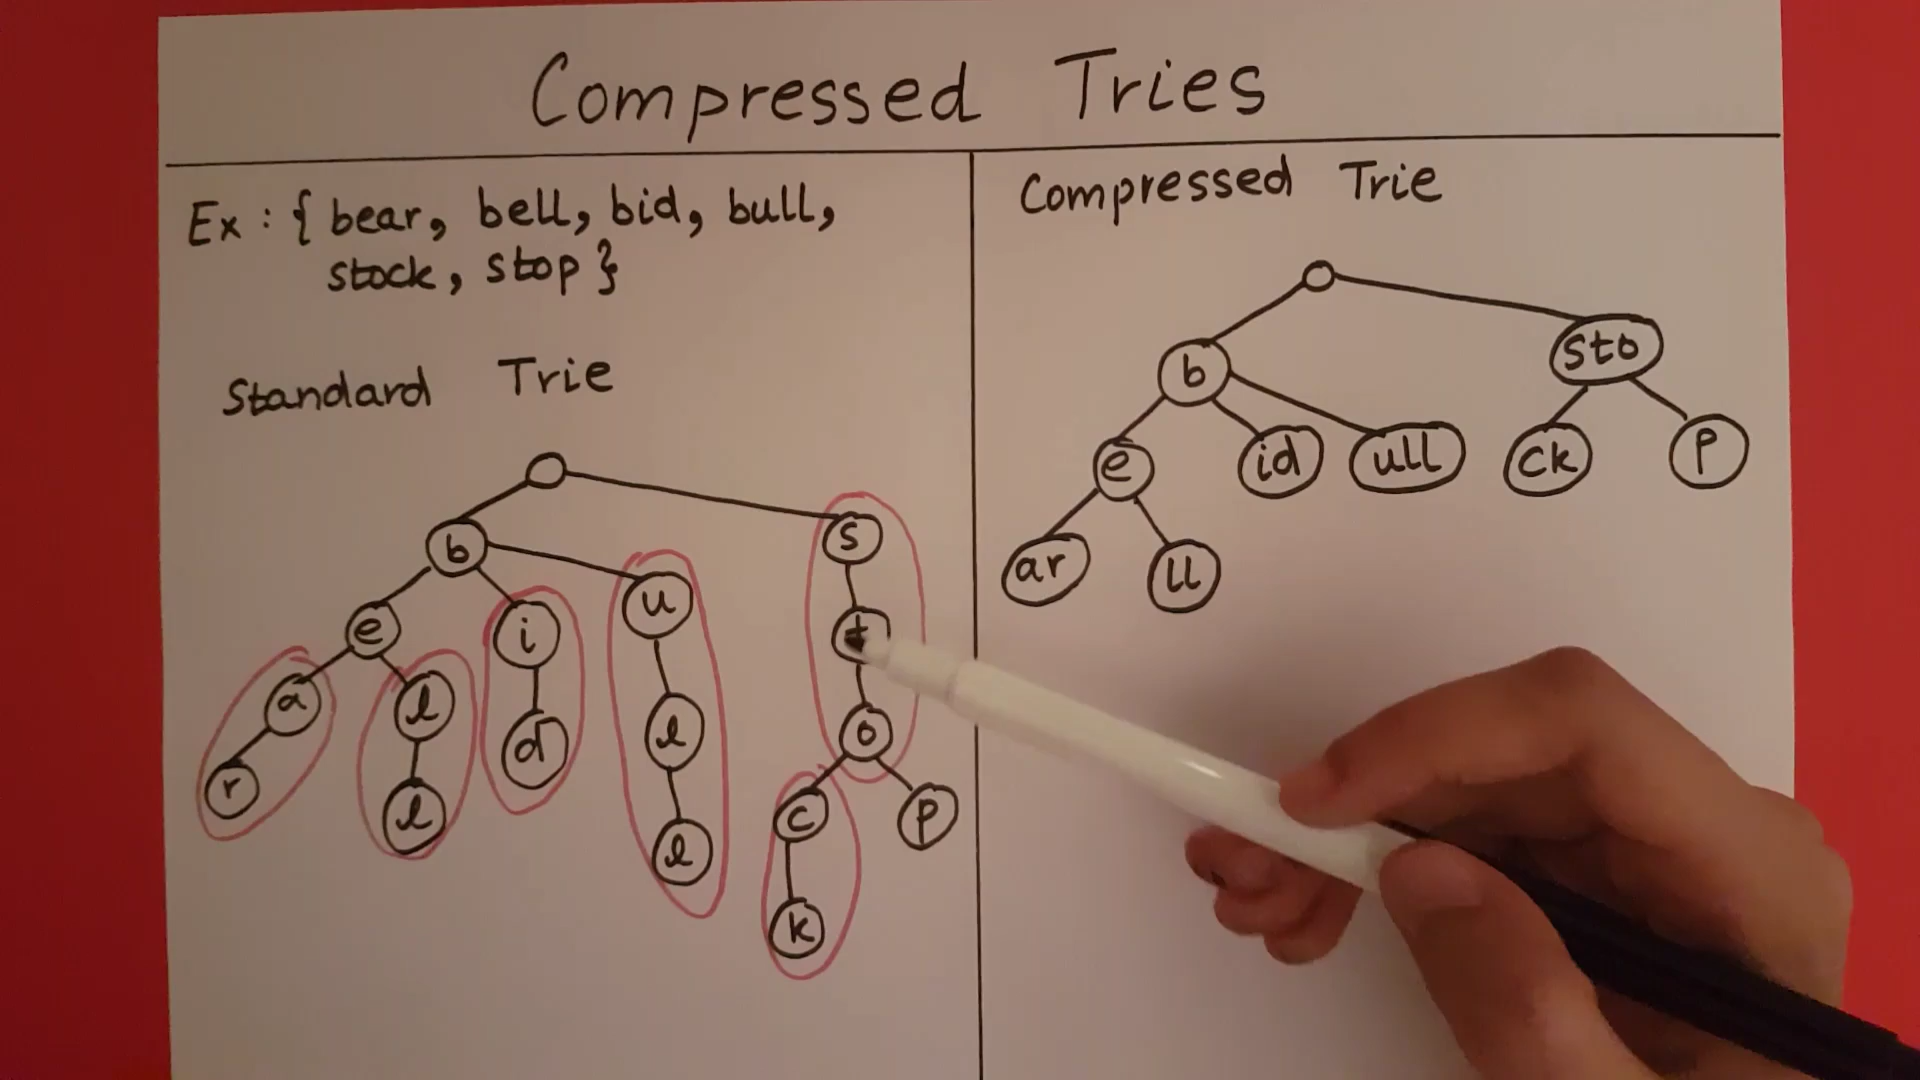 Compressed Tries
Ex : { bear, bell, bid, bull,
stock, stop }
Standard Trie
b
s
e
i
u
t
a
l
d
l
o
r
l
l
c
p
k
Compressed Trie
b
sto
e
id
ull
ck
p
ar
ll